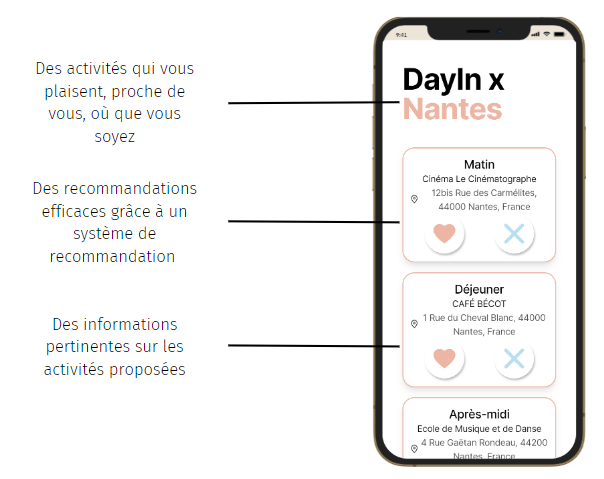 Des activités qui vous
plaisent, proche de
vous, où que vous
soyez
Des recommandations
efficaces grâce à un
système de
recommandation
Des informations
pertinentes sur les
activités proposées
9:41
DayIn x
Nantes
Matin
Cinéma Le Cinématographe
12bis Rue des Carmélites,
44000 Nantes, France
Déjeuner
CAFÉ BÉCOT
1 Rue du Cheval Blanc, 44000
Nantes, France
Après-midi
Ecole de Musique et de Danse
4 Rue Gaëtan Rondeau, 44200
Nantes, France